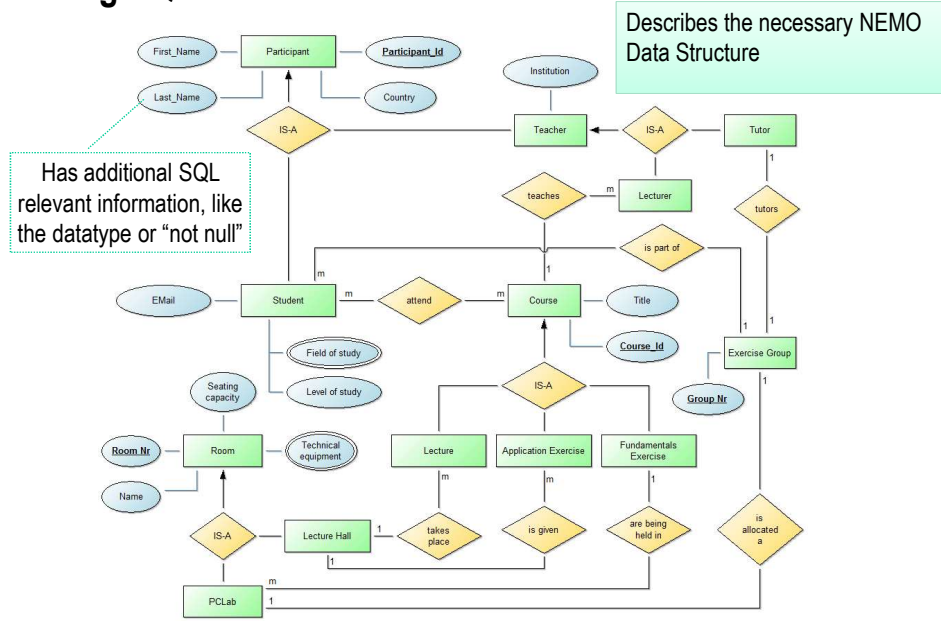 Describes the necessary NEMO
Data Structure
First_Name
Participant
Participant_Id
Last_Name
Country
Institution
IS-A
Teacher
IS-A
Tutor
Has additional SQL
relevant information, like
the datatype or “not null”
teaches
m
Lecturer
1
tutors
is part of
m
1
EMail
Student
m
attend
m
Course
Title
1
1
Field of study
Course_Id
Exercise Group
Level of study
1
Group Nr
Seating
capacity
IS-A
Room Nr
Room
Technical
equipment
Lecture
Application Exercise
Fundamentals
Exercise
Name
m
m
1
IS-A
Lecture Hall
1
takes
place
is given
are being
held in
is
allocated
a
1
m
PCLab
1